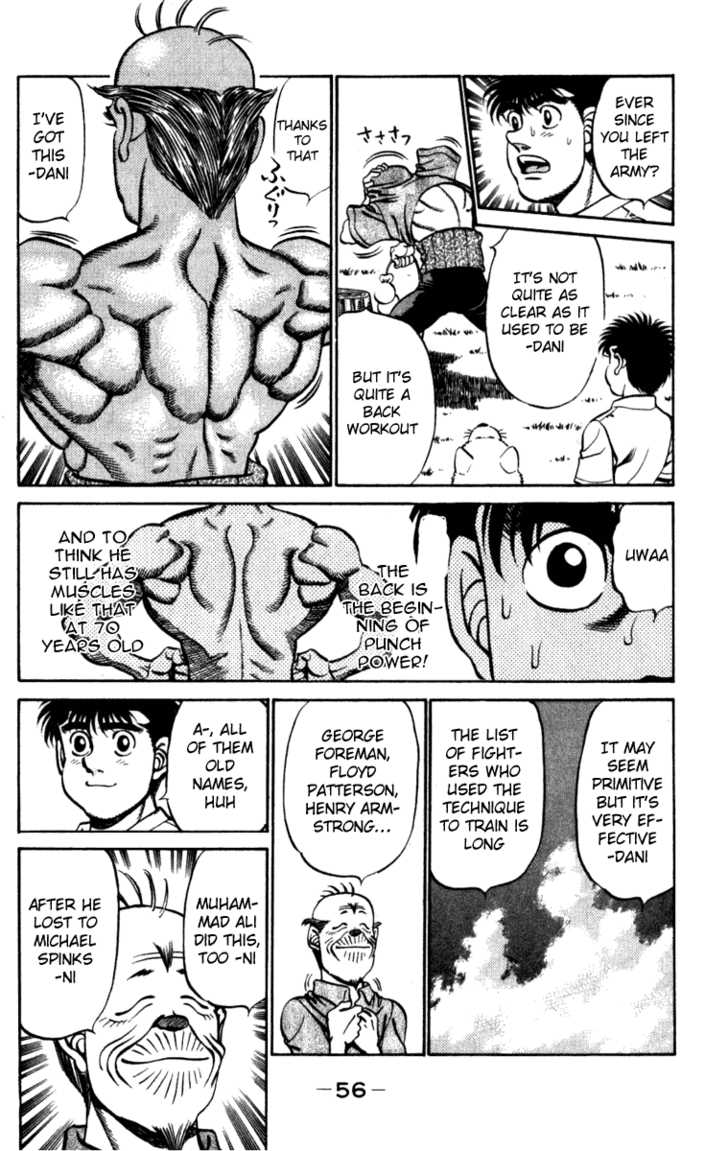 EVER
SINCE
YOU LEFT
THE
ARMY?
さささっ
IT'S NOT
QUITE AS
CLEAR AS IT
USED TO BE
-DANI
BUT IT'S
QUITE A
BACK
WORKOUT
THANKS
TO
THAT
ふぐりっ
I'VE
GOT
THIS
-DANI
UWAA
THE
BACK IS
THE BEGIN-
NING OF
PUNCH
POWER!
AND TO
THINK HE
STILL HAS
MUSCLES
LIKE THAT
AT 70
YEARS OLD
IT MAY
SEEM
PRIMITIVE
BUT IT'S
VERY EF-
FECTIVE
-DANI
THE LIST
OF FIGHT-
ERS WHO
USED THE
TECHNIQUE
TO TRAIN IS
LONG
GEORGE
FOREMAN,
FLOYD
PATTERSON,
HENRY ARM-
STRONG...
A-, ALL
OF THEM
OLD
NAMES,
HUH
MUHAM-
MAD ALI
DID THIS,
TOO -NI
AFTER HE
LOST TO
MICHAEL
SPINKS
-NI
—56—